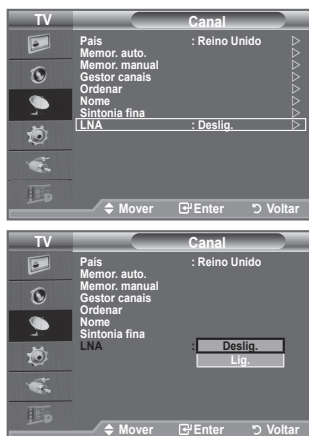 TV Canal
País : Reino Unido
Memor. auto.
Memor. manual
Gestor canais
Ordenar
Nome
Sintonia fina
LNA : Deslig.
Mover Enter Voltar
TV Canal
País : Reino Unido
Memor. auto.
Memor. manual
Gestor canais
Ordenar
Nome
Sintonia fina
LNA : Deslig.
Lig.
Mover Enter Voltar